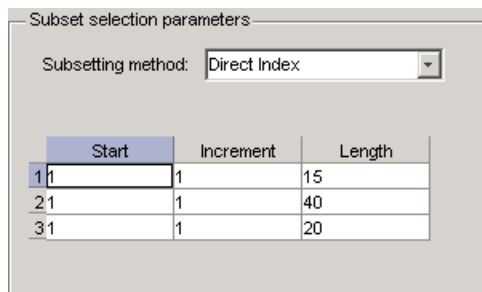 Subset selection parameters
Subsetting method: Direct Index
Start Increment Length
1 1 1 15
2 1 1 40
3 1 1 20